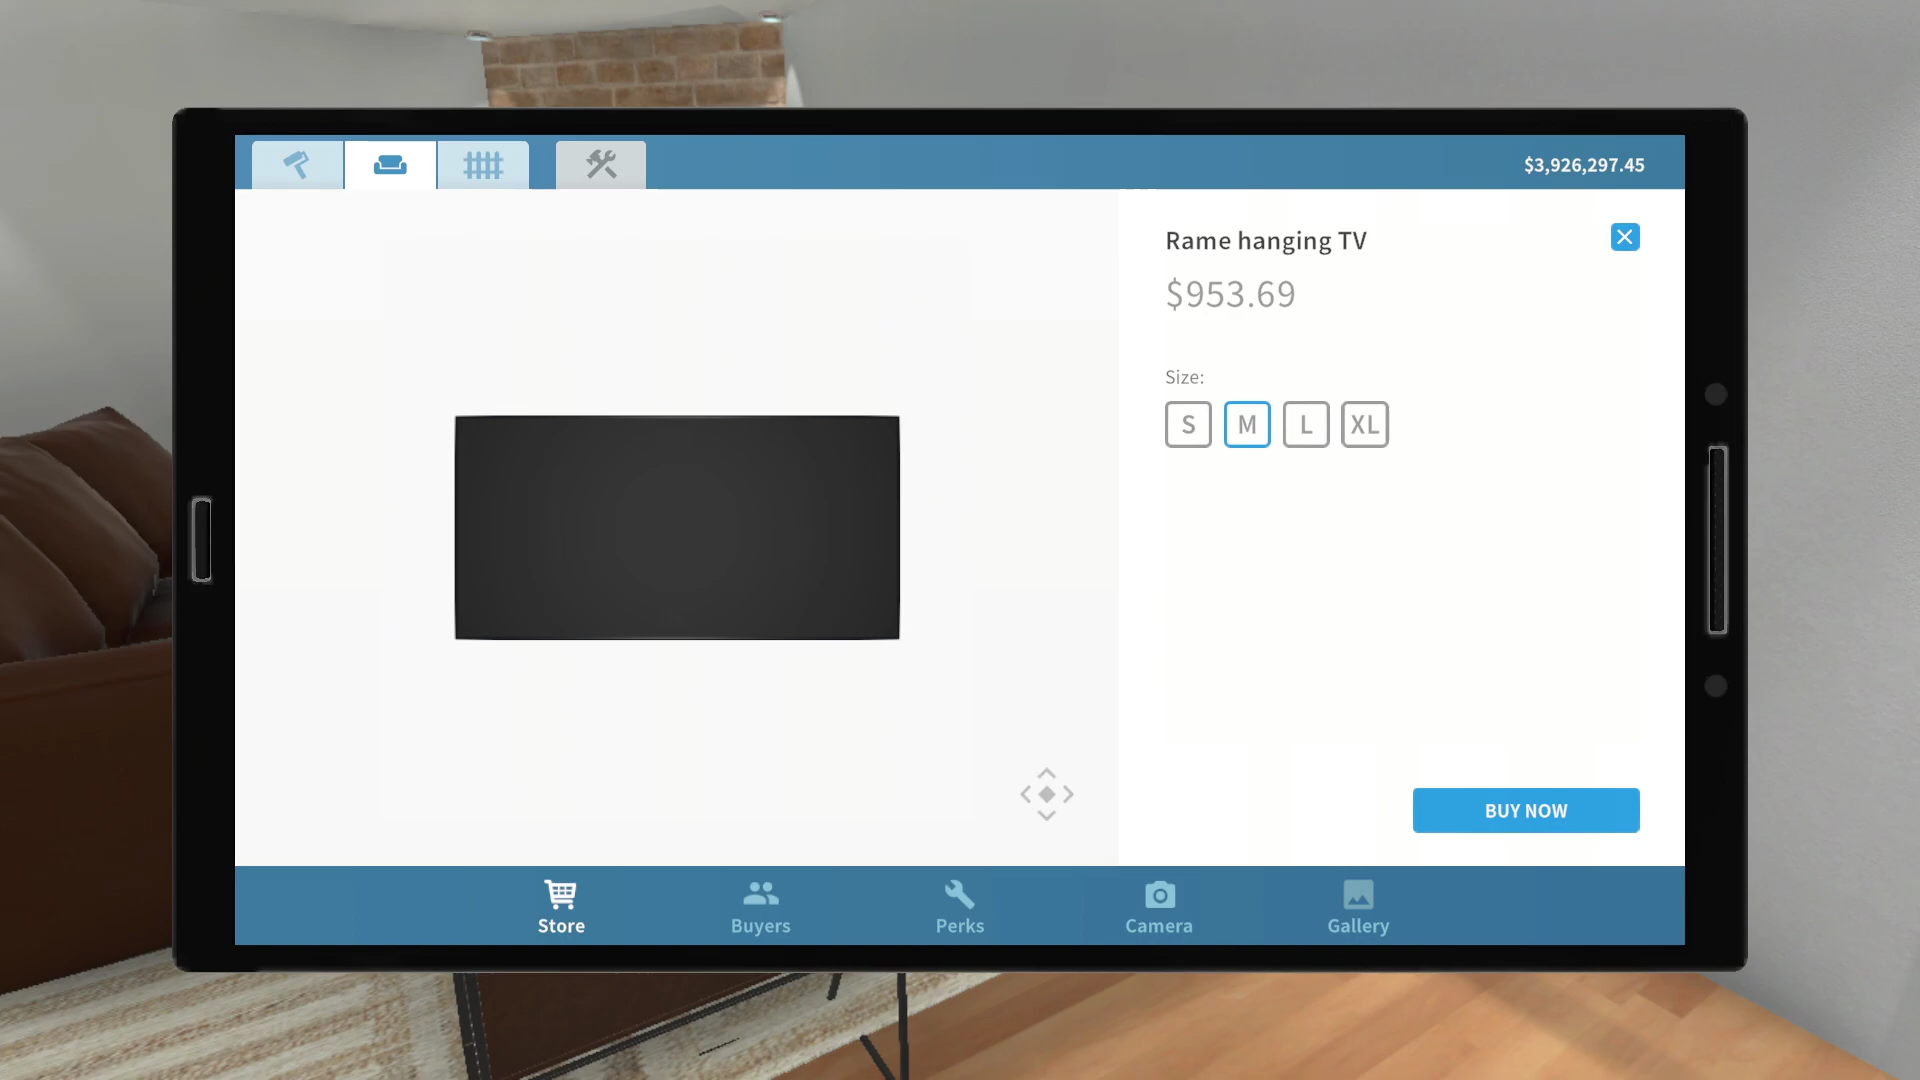 $3,926,297.45
Rame hanging TV
$953.69
Size:
S M L XL
BUY NOW
Store Buyers Perks Camera Gallery